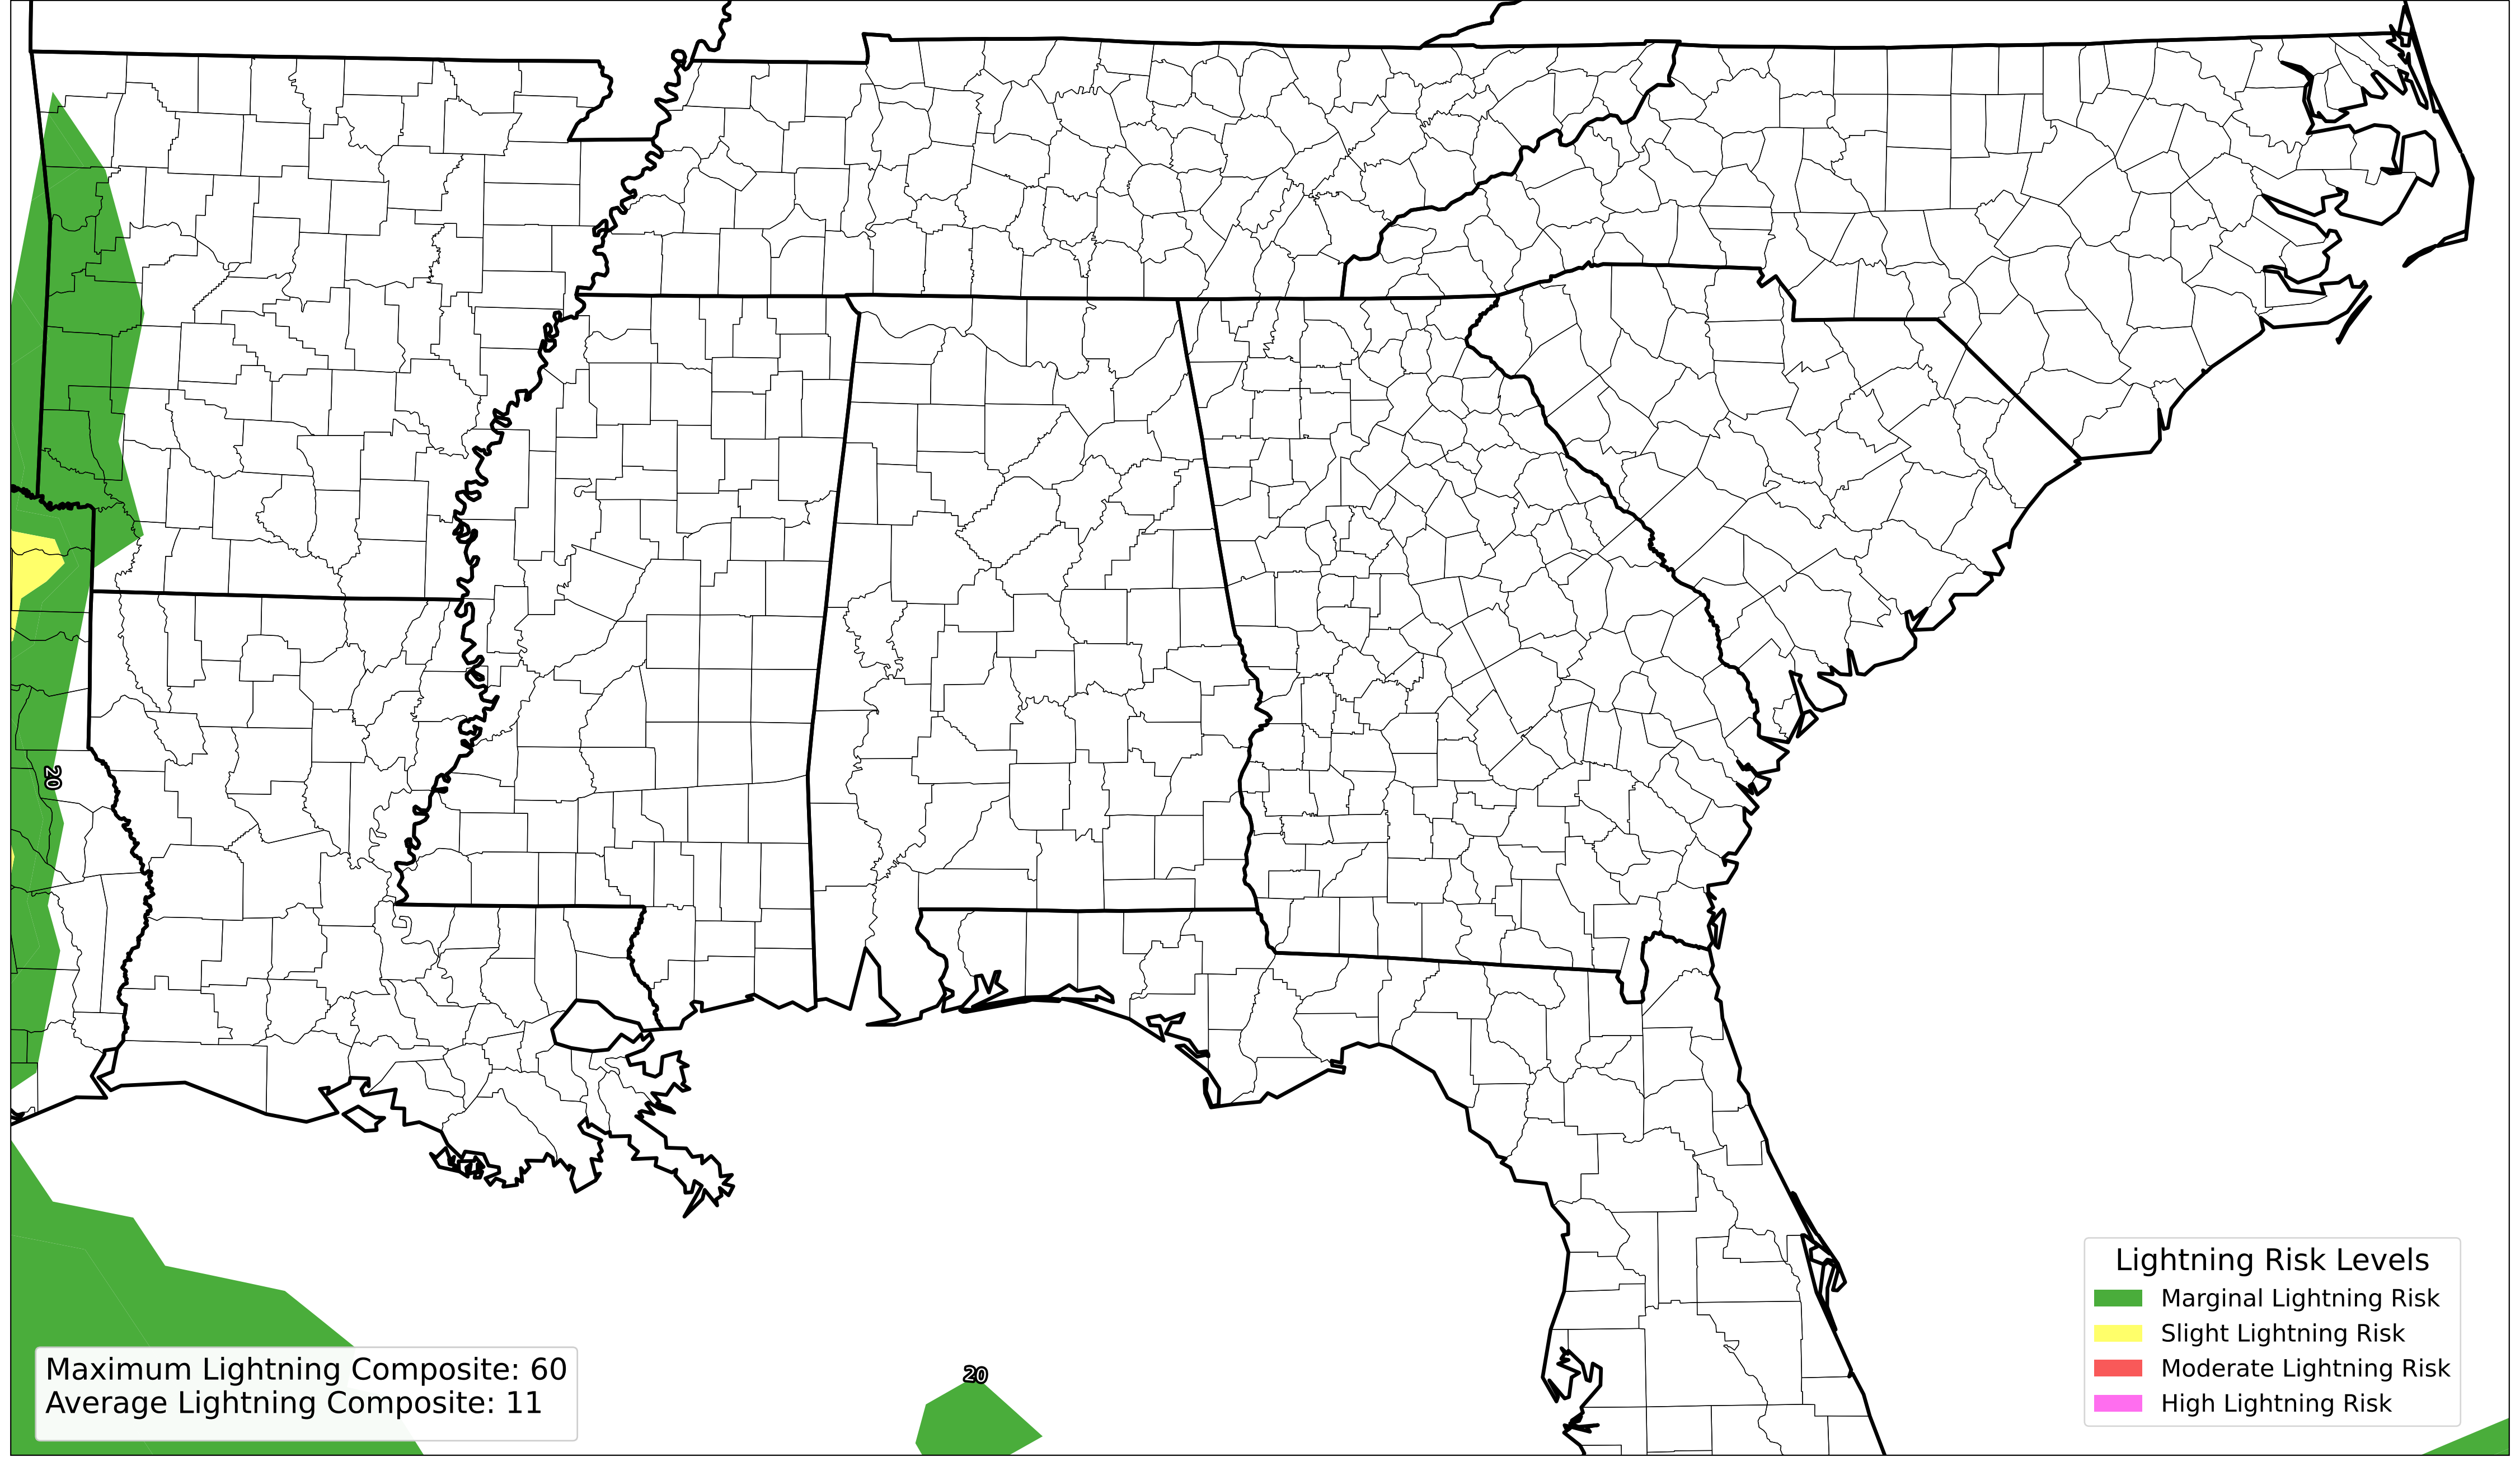 20
20
Maximum Lightning Composite: 60
Average Lightning Composite: 11
Lightning Risk Levels
Marginal Lightning Risk
Slight Lightning Risk
Moderate Lightning Risk
High Lightning Risk